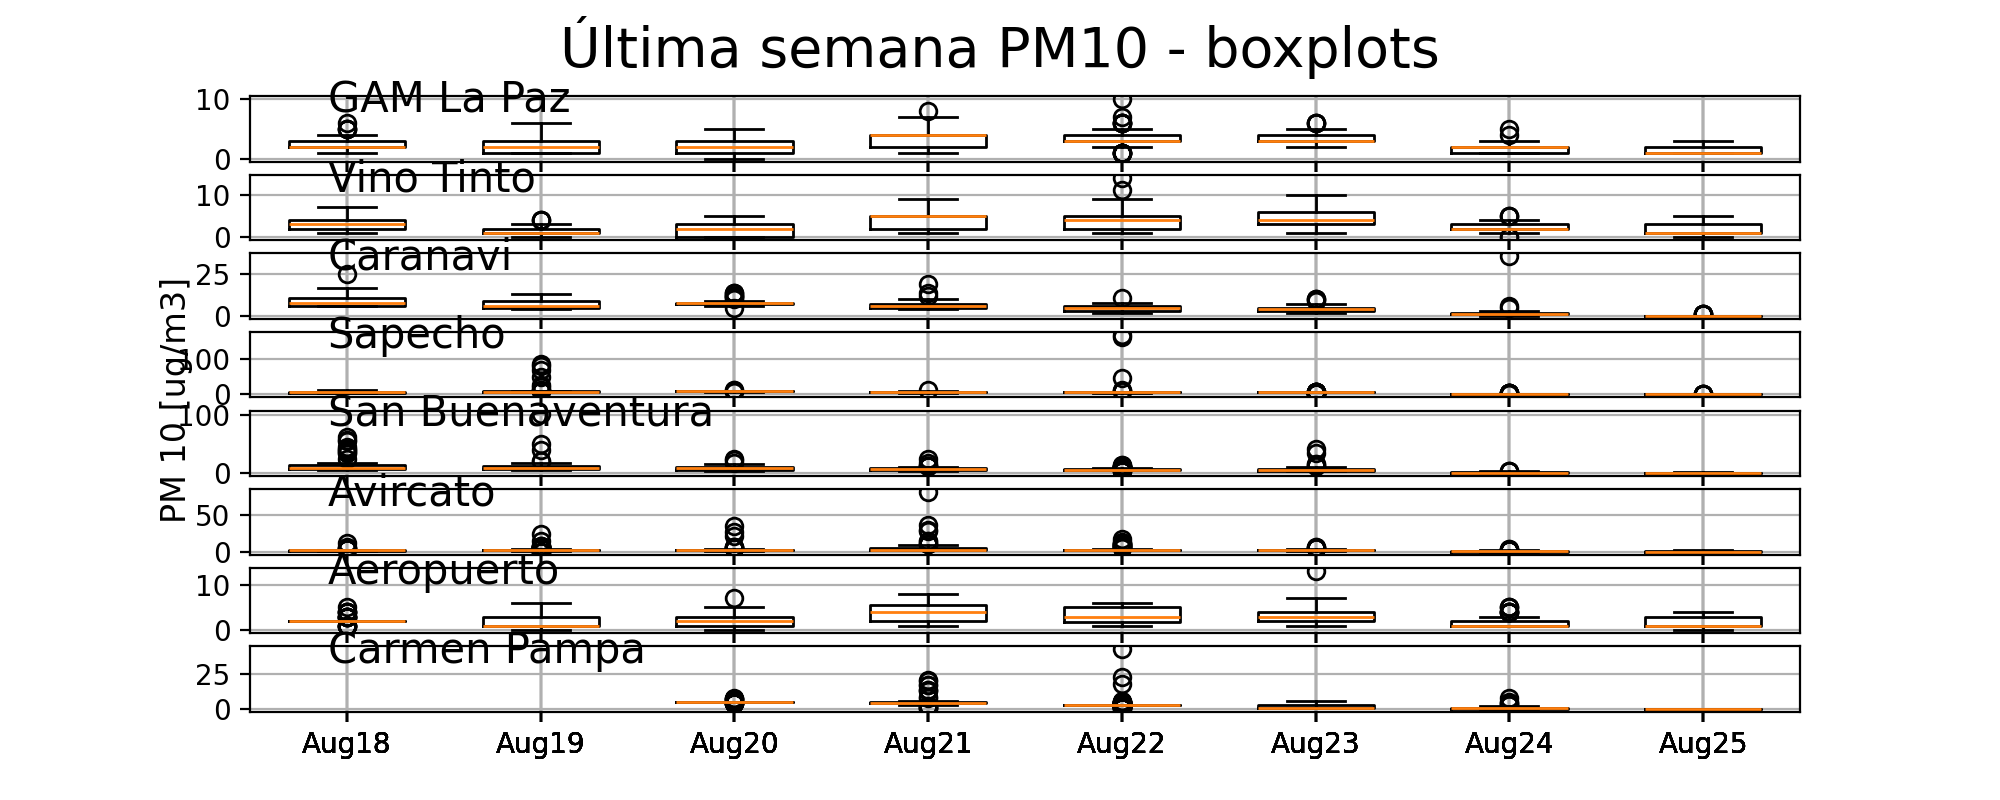 Última semana PM10 - boxplots
PM 10 [ug/m3]
GAM La Paz
10
0
Vino Tinto
10
0
Caranavi
25
0
Sapecho
100
0
San Buenaventura
100
0
Avircato
50
0
Aeropuerto
10
0
Carmen Pampa
25
0
Aug18 Aug19 Aug20 Aug21 Aug22 Aug23 Aug24 Aug25